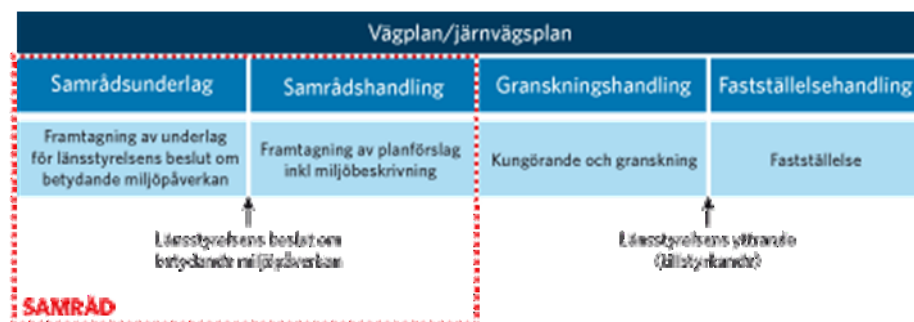 Vägplan/järnvägsplan
Samrådsunderlag
Samrådshandling
Granskningshandling
Fastställelsehandling
Framtagning av underlag
för länsstyrelsens beslut om
betydande miljöpåverkan
Framtagning av planförslag
inkl miljöbeskrivning
Kungörande och granskning
Fastställelse
Länsstyrelsens beslut om
betydande miljöpåverkan
Länsstyrelsens yttrande
(tillstyrkande)
SAMRÅD